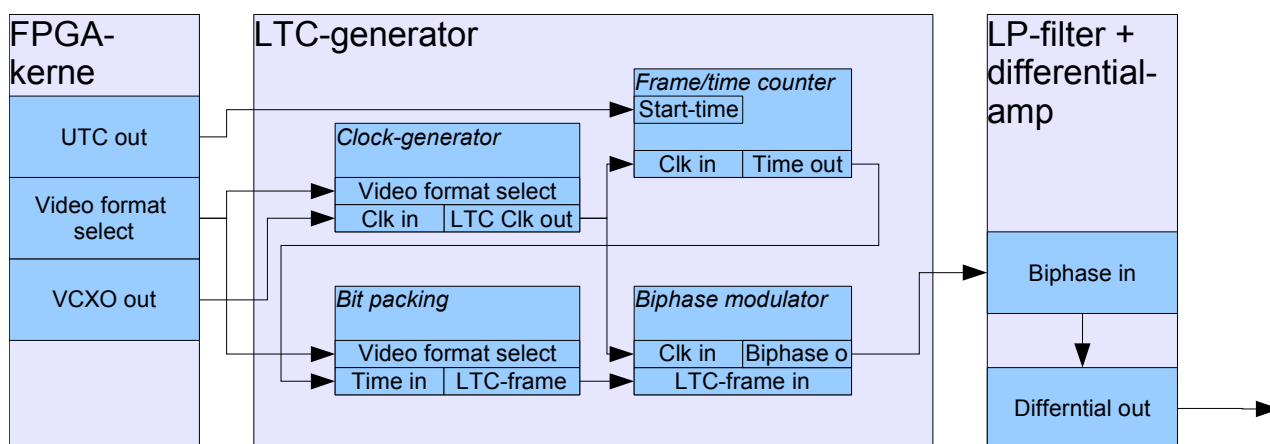 FPGA-
kerne
UTC out
Video format
select
VCXO out
LTC-generator
Clock-generator
Video format select
Clk in
LTC Clk out
Frame/time counter
Start-time
Clk in
Time out
Bit packing
Video format select
Time in
LTC-frame
Biphase modulator
Clk in
Biphase o
LTC-frame in
LP-filter +
differential-
amp
Biphase in
Differntial out